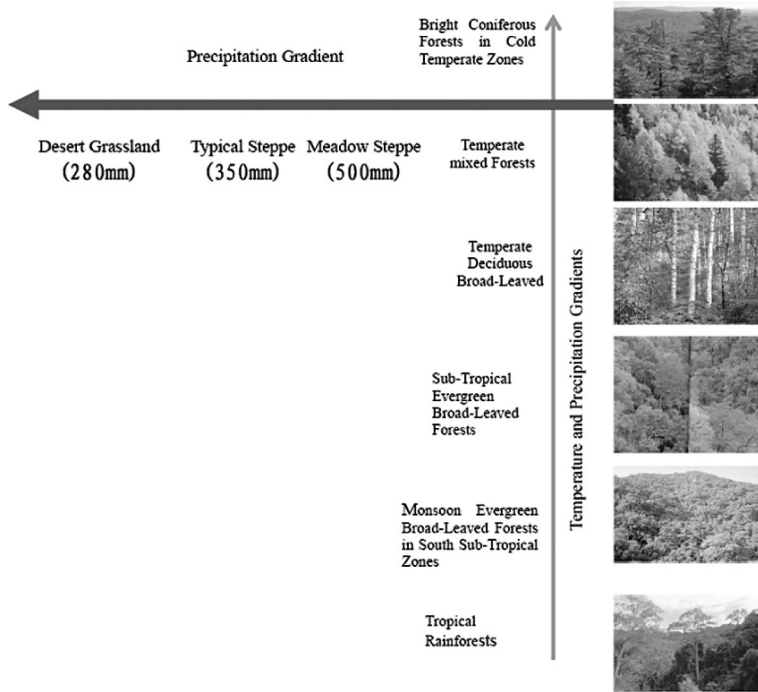 Bright Coniferous
Forests in Cold
Temperate Zones
Precipitation Gradient
Desert Grassland
(280mm)
Typical Steppe
(350mm)
Meadow Steppe
(500mm)
Temperate
mixed Forests
Temperate
Deciduous
Broad-Leaved
Sub-Tropical
Evergreen
Broad-Leaved
Forests
Monsoon Evergreen
Broad-Leaved Forests
in South Sub-Tropical
Zones
Tropical
Rainforests
Temperature and Precipitation Gradients